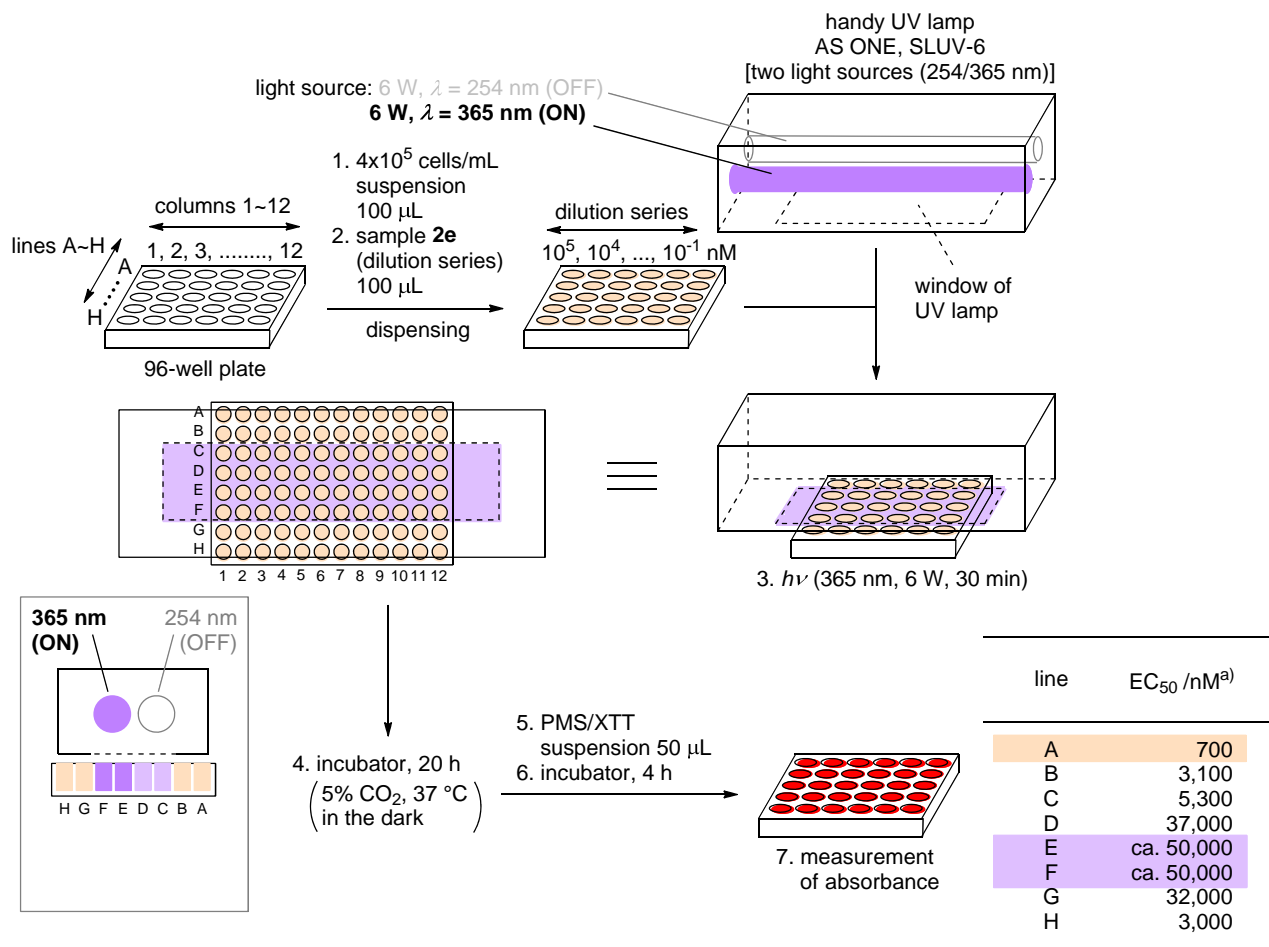 handy UV lamp
AS ONE, SLUV-6
[two light sources (254/365 nm)]
light source: 6 W, λ = 254 nm (OFF)
6 W, λ = 365 nm (ON)
1. 4x10⁵ cells/mL
suspension
100 μL
2. sample 2e
(dilution series)
100 μL
dispensing
columns 1~12
lines A~H
1, 2, 3, ........, 12
A
H
96-well plate
dilution series
10⁵, 10⁴, ..., 10⁻¹ nM
window of
UV lamp
A
B
C
D
E
F
G
H
1 2 3 4 5 6 7 8 9 10 11 12
3. hν (365 nm, 6 W, 30 min)
365 nm
(ON)
254 nm
(OFF)
H G F E D C B A
4. incubator, 20 h
(5% CO₂, 37 °C
in the dark)
5. PMS/XTT
suspension 50 μL
6. incubator, 4 h
7. measurement
of absorbance
line EC₅₀ /nMᵃ⁾
A 700
B 3,100
C 5,300
D 37,000
E ca. 50,000
F ca. 50,000
G 32,000
H 3,000